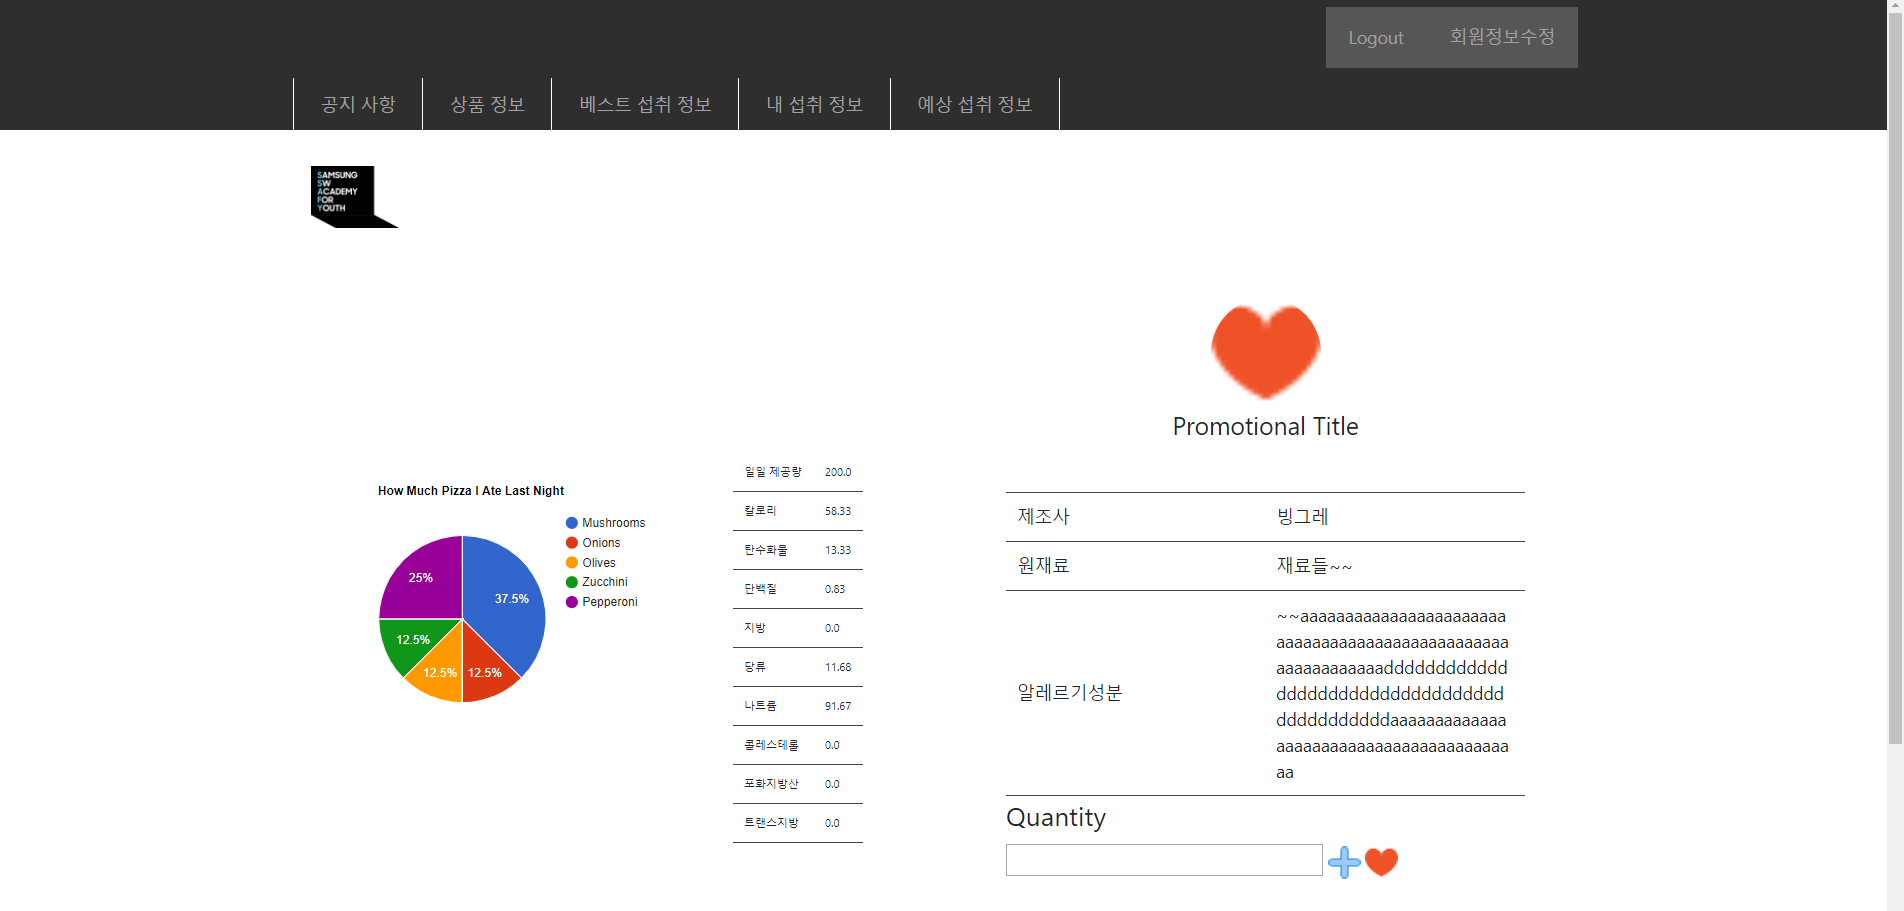 Logout 회원정보수정
공지 사항 상품 정보 베스트 섭취 정보 내 섭취 정보 예상 섭취 정보
SAMSUNG
SW
ACADEMY
FOR
YOUTH
How Much Pizza I Ate Last Night
Mushrooms
Onions
Olives
Zucchini
Pepperoni
25%
37.5%
12.5%
12.5%
12.5%
일일 제공량 200.0
칼로리 58.33
탄수화물 13.33
단백질 0.83
지방 0.0
당류 11.68
나트륨 91.67
콜레스테롤 0.0
포화지방산 0.0
트랜스지방 0.0
Promotional Title
제조사 빙그레
원재료 재료들~~
알레르기성분
~~aaaaaaaaaaaaaaaaaaaaaaa
aaaaaaaaaaaaaaaaaaaaaaaaaa
aaaaaaaaaaaadddddddddddd
dddddddddddddddddddddd
dddddddddddaaaaaaaaaaaaa
aaaaaaaaaaaaaaaaaaaaaaaaaa
aa
Quantity